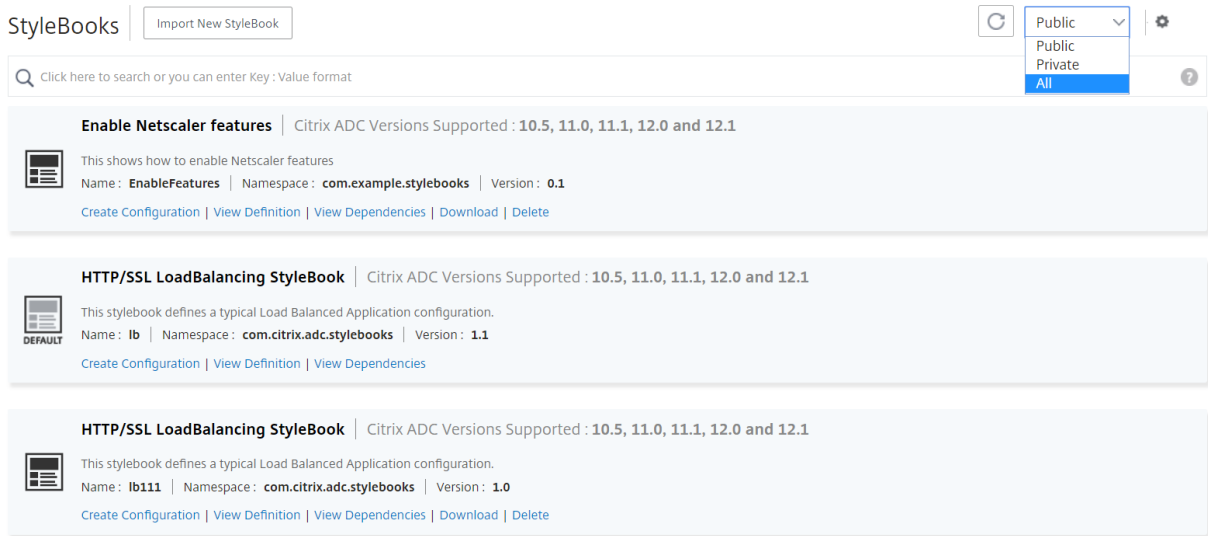 StyleBooks Import New StyleBook Public
Public
Private
All
Click here to search or you can enter Key : Value format ?
Enable Netscaler features Citrix ADC Versions Supported : 10.5, 11.0, 11.1, 12.0 and 12.1
This shows how to enable Netscaler features
Name : EnableFeatures | Namespace : com.example.stylebooks | Version : 0.1
Create Configuration | View Definition | View Dependencies | Download | Delete
HTTP/SSL LoadBalancing StyleBook | Citrix ADC Versions Supported : 10.5, 11.0, 11.1, 12.0 and 12.1
This stylebook defines a typical Load Balanced Application configuration.
DEFAULT
Name : lb | Namespace : com.citrix.adc.stylebooks | Version : 1.1
Create Configuration | View Definition | View Dependencies
HTTP/SSL LoadBalancing StyleBook | Citrix ADC Versions Supported : 10.5, 11.0, 11.1, 12.0 and 12.1
This stylebook defines a typical Load Balanced Application configuration.
Name : lb111 | Namespace : com.citrix.adc.stylebooks | Version : 1.0
Create Configuration | View Definition | View Dependencies | Download | Delete